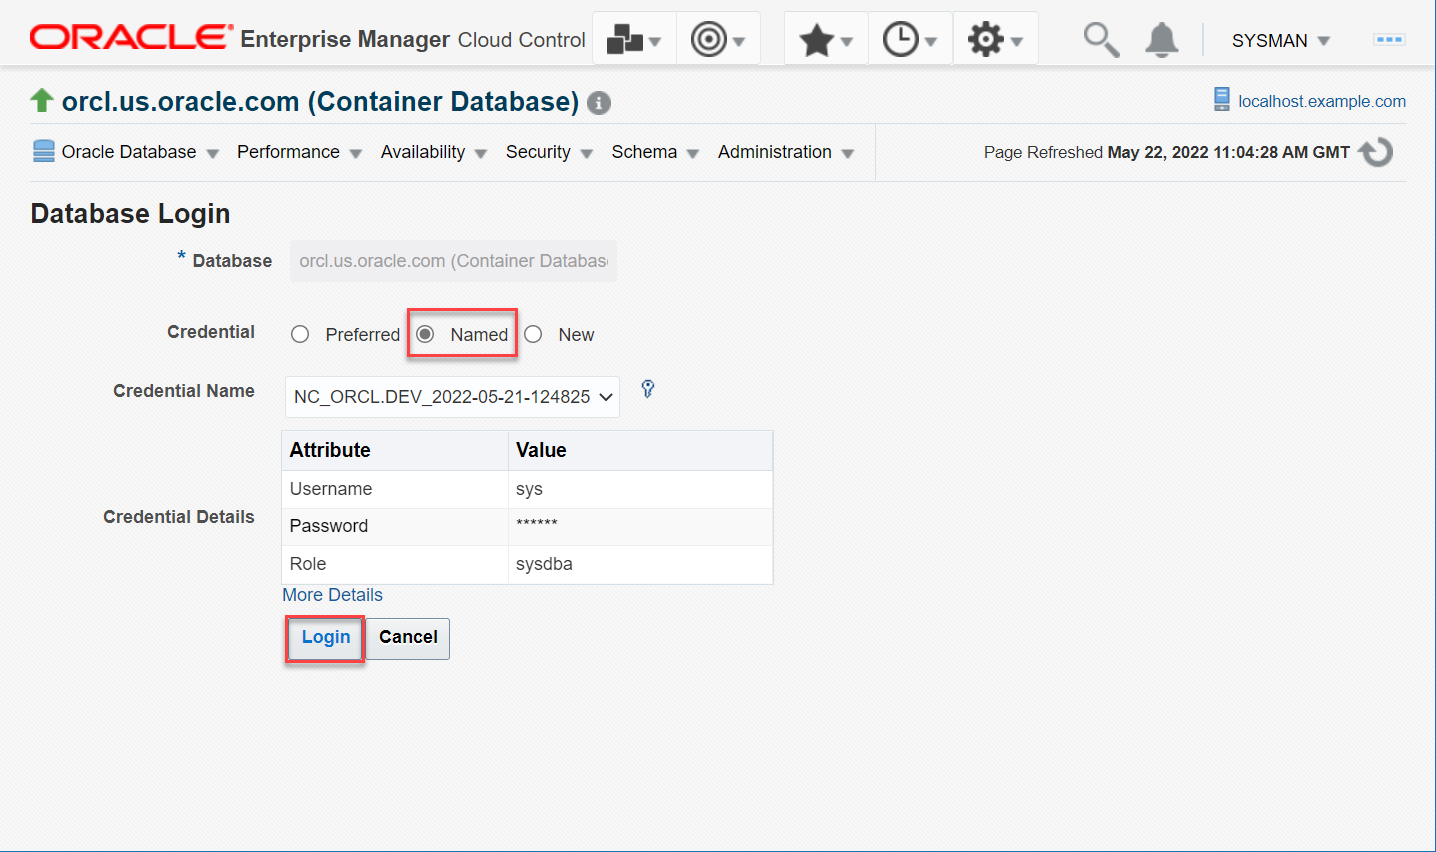 ORACLE® Enterprise Manager Cloud Control SYSMAN
orcl.us.oracle.com (Container Database) localhost.example.com
Oracle Database Performance Availability Security Schema Administration Page Refreshed May 22, 2022 11:04:28 AM GMT
Database Login
* Database orcl.us.oracle.com (Container Databas
Credential Preferred Named New
Credential Name NC_ORCL.DEV_2022-05-21-124825
Attribute Value
Username sys
Credential Details
Password ******
Role sysdba
More Details
Login Cancel